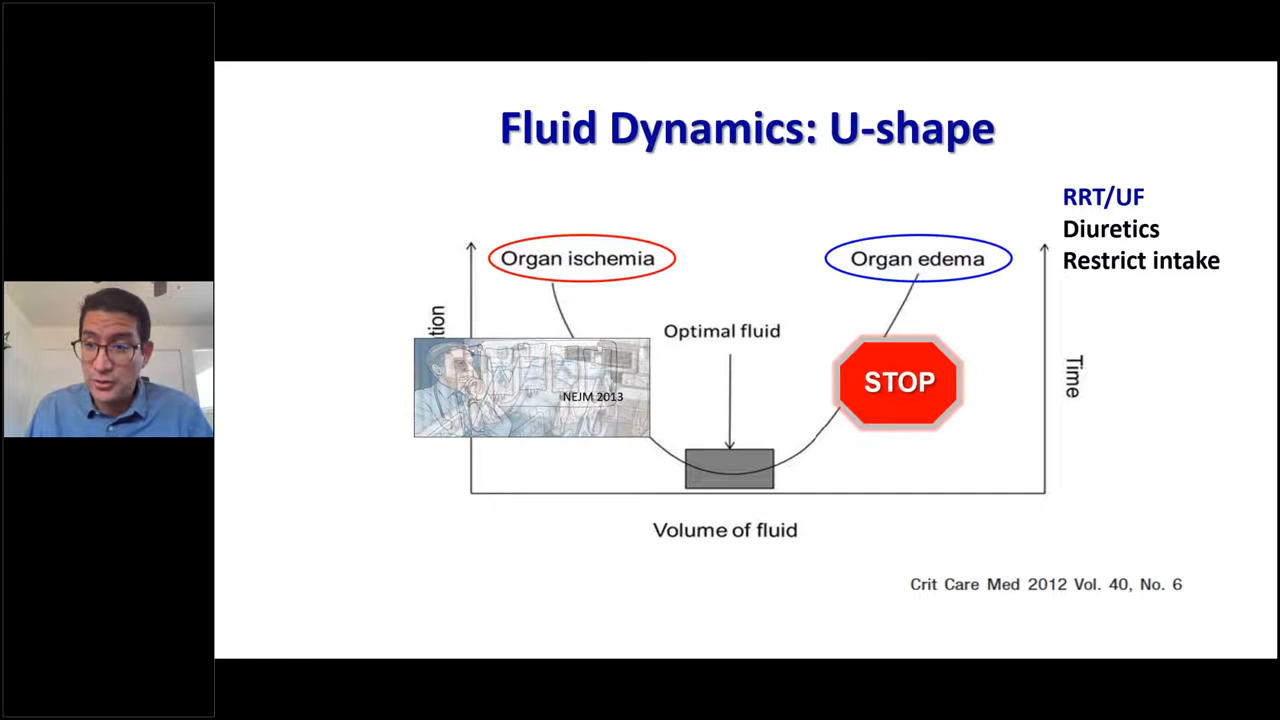 Fluid Dynamics: U-shape
RRT/UF
Diuretics
Restrict intake
Organ ischemia
Organ edema
Optimal fluid
STOP
NEJM 2013
Time
Volume of fluid
Crit Care Med 2012 Vol. 40, No. 6